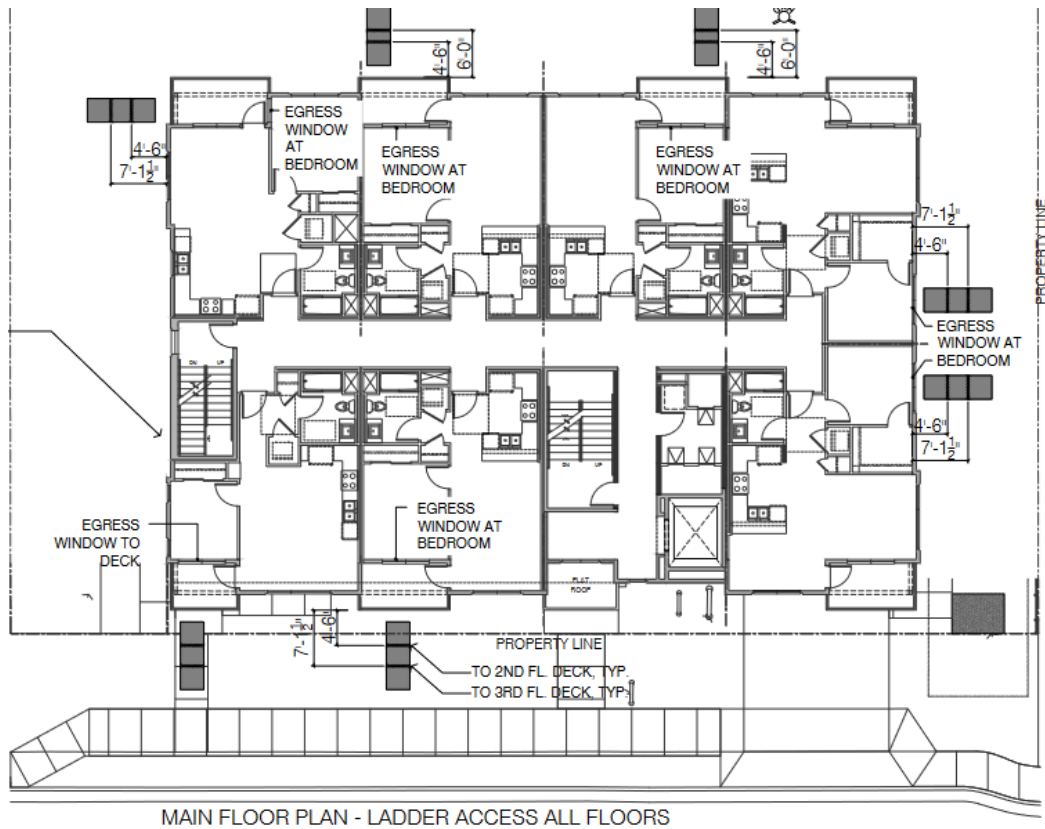 4'-6"
6'-0"
4'-6"
6'-0"
EGRESS
WINDOW
AT
BEDROOM
EGRESS
WINDOW AT
BEDROOM
EGRESS
WINDOW AT
BEDROOM
4'-6"
7'-1½"
7'-1½"
4'-6"
PROPERTY LINE
EGRESS
WINDOW AT
BEDROOM
DN
UP
4'-6"
7'-1½"
EGRESS
WINDOW TO
DECK
EGRESS
WINDOW AT
BEDROOM
DN
UP
FLAT
ROOF
7'-1½"
4'-6"
PROPERTY LINE
TO 2ND FL. DECK, TYP.
TO 3RD FL. DECK, TYP.
MAIN FLOOR PLAN - LADDER ACCESS ALL FLOORS